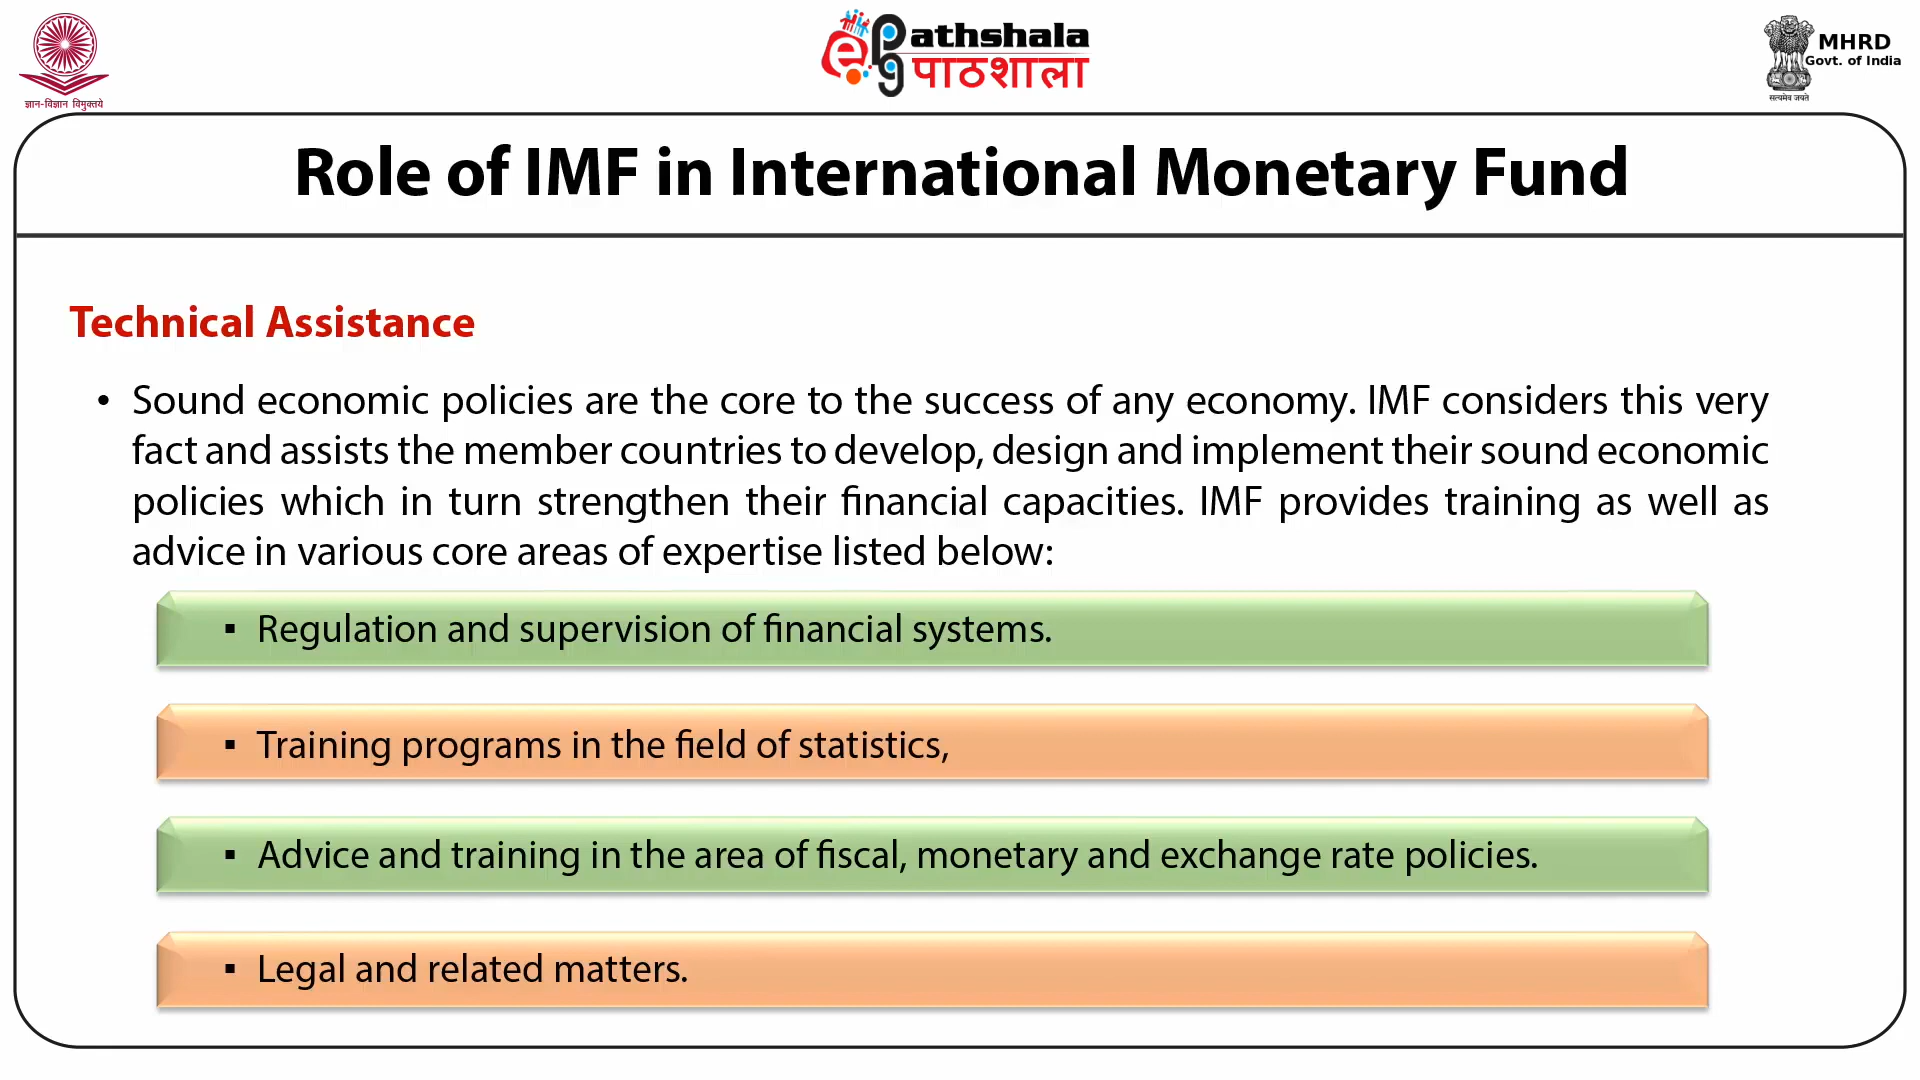 ज्ञान-विज्ञान विमुक्तये
ePathshala
पाठशाला
MHRD
Govt. of India
सत्यमेव जयते
Role of IMF in International Monetary Fund
Technical Assistance
• Sound economic policies are the core to the success of any economy. IMF considers this very
fact and assists the member countries to develop, design and implement their sound economic
policies which in turn strengthen their financial capacities. IMF provides training as well as
advice in various core areas of expertise listed below:
▪ Regulation and supervision of financial systems.
▪ Training programs in the field of statistics,
▪ Advice and training in the area of fiscal, monetary and exchange rate policies.
▪ Legal and related matters.